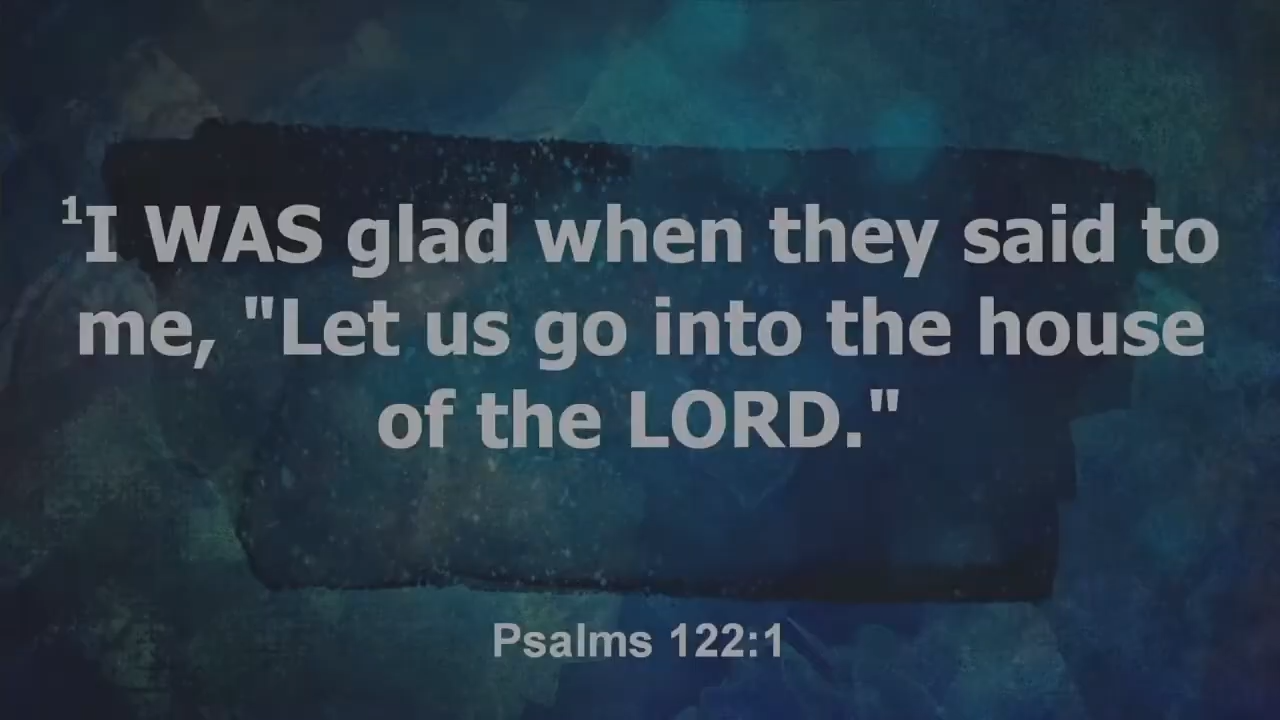 ¹I WAS glad when they said to
me, "Let us go into the house
of the LORD."
Psalms 122:1